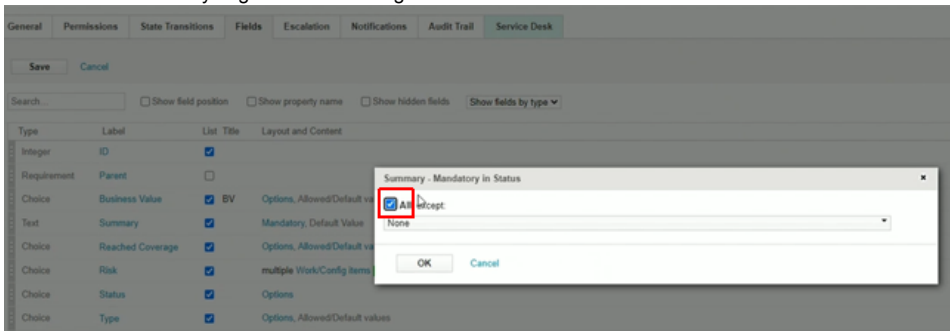 General Permissions State Transitions Fields Escalation Notifications Audit Trail Service Desk
Save Cancel
Search... Show field position Show property name Show hidden fields Show fields by type
Type Label List Title Layout and Content
Integer ID
Requirement Parent
Summary - Mandatory in Status
Choice Business Value BV Options, Allowed/Default va
All except:
Text Summary Mandatory, Default Value
None
Choice Reached Coverage Options, Allowed/Default va
Choice Risk multiple Work/Config items
OK Cancel
Choice Status Options
Choice Type Options, Allowed/Default values